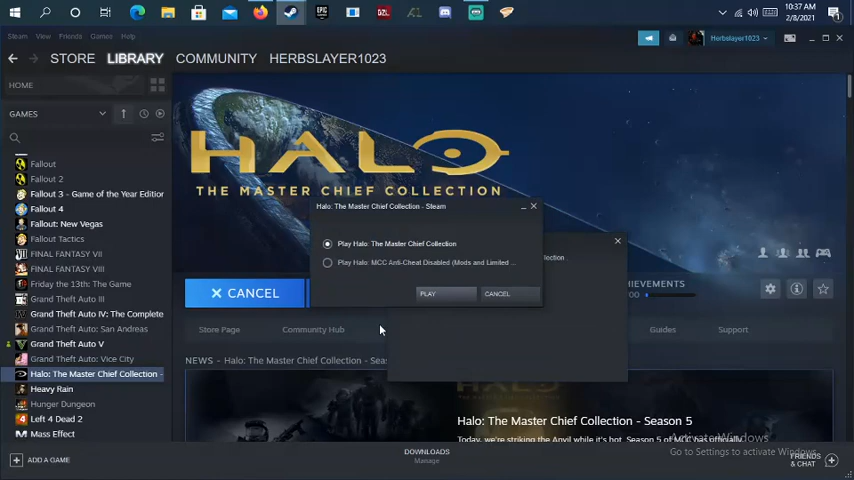 10:37 AM
2/8/2021
Steam View Friends Games Help
Herbslayer1023
STORE LIBRARY COMMUNITY HERBSLAYER1023
HOME
GAMES
Fallout
Fallout 2
Fallout 3 - Game of the Year Edition
Fallout 4
Fallout: New Vegas
Fallout Tactics
FINAL FANTASY VII
FINAL FANTASY VIII
Friday the 13th: The Game
Grand Theft Auto III
Grand Theft Auto IV: The Complete
Grand Theft Auto: San Andreas
Grand Theft Auto V
Grand Theft Auto: Vice City
Halo: The Master Chief Collection -
Heavy Rain
Hunger Dungeon
Left 4 Dead 2
Mass Effect
ADD A GAME
HALO
THE MASTER CHIEF COLLECTION
Halo: The Master Chief Collection - Steam
Play Halo: The Master Chief Collection
Play Halo: MCC Anti-Cheat Disabled (Mods and Limited ...
PLAY CANCEL
CANCEL
Store Page Community Hub Guides Support
NEWS - Halo: The Master Chief Collection - Seas
Halo: The Master Chief Collection - Season 5
Today, we're striking the Anvil while it's hot. Season 5 of MCC has officially
Activate Windows
Go to Settings to activate Windows.
DOWNLOADS
Manage
FRIENDS
& CHAT